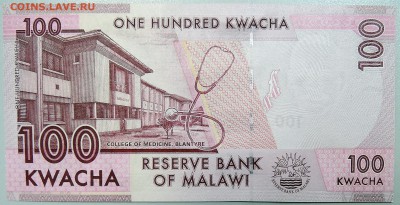 COINS.ЛАVE.RU
100 ONE HUNDRED KWACHA 100
COLLEGE OF MEDICINE, BLANTYRE
100 RESERVE BANK 100
KWACHA OF MALAWI KWACHA